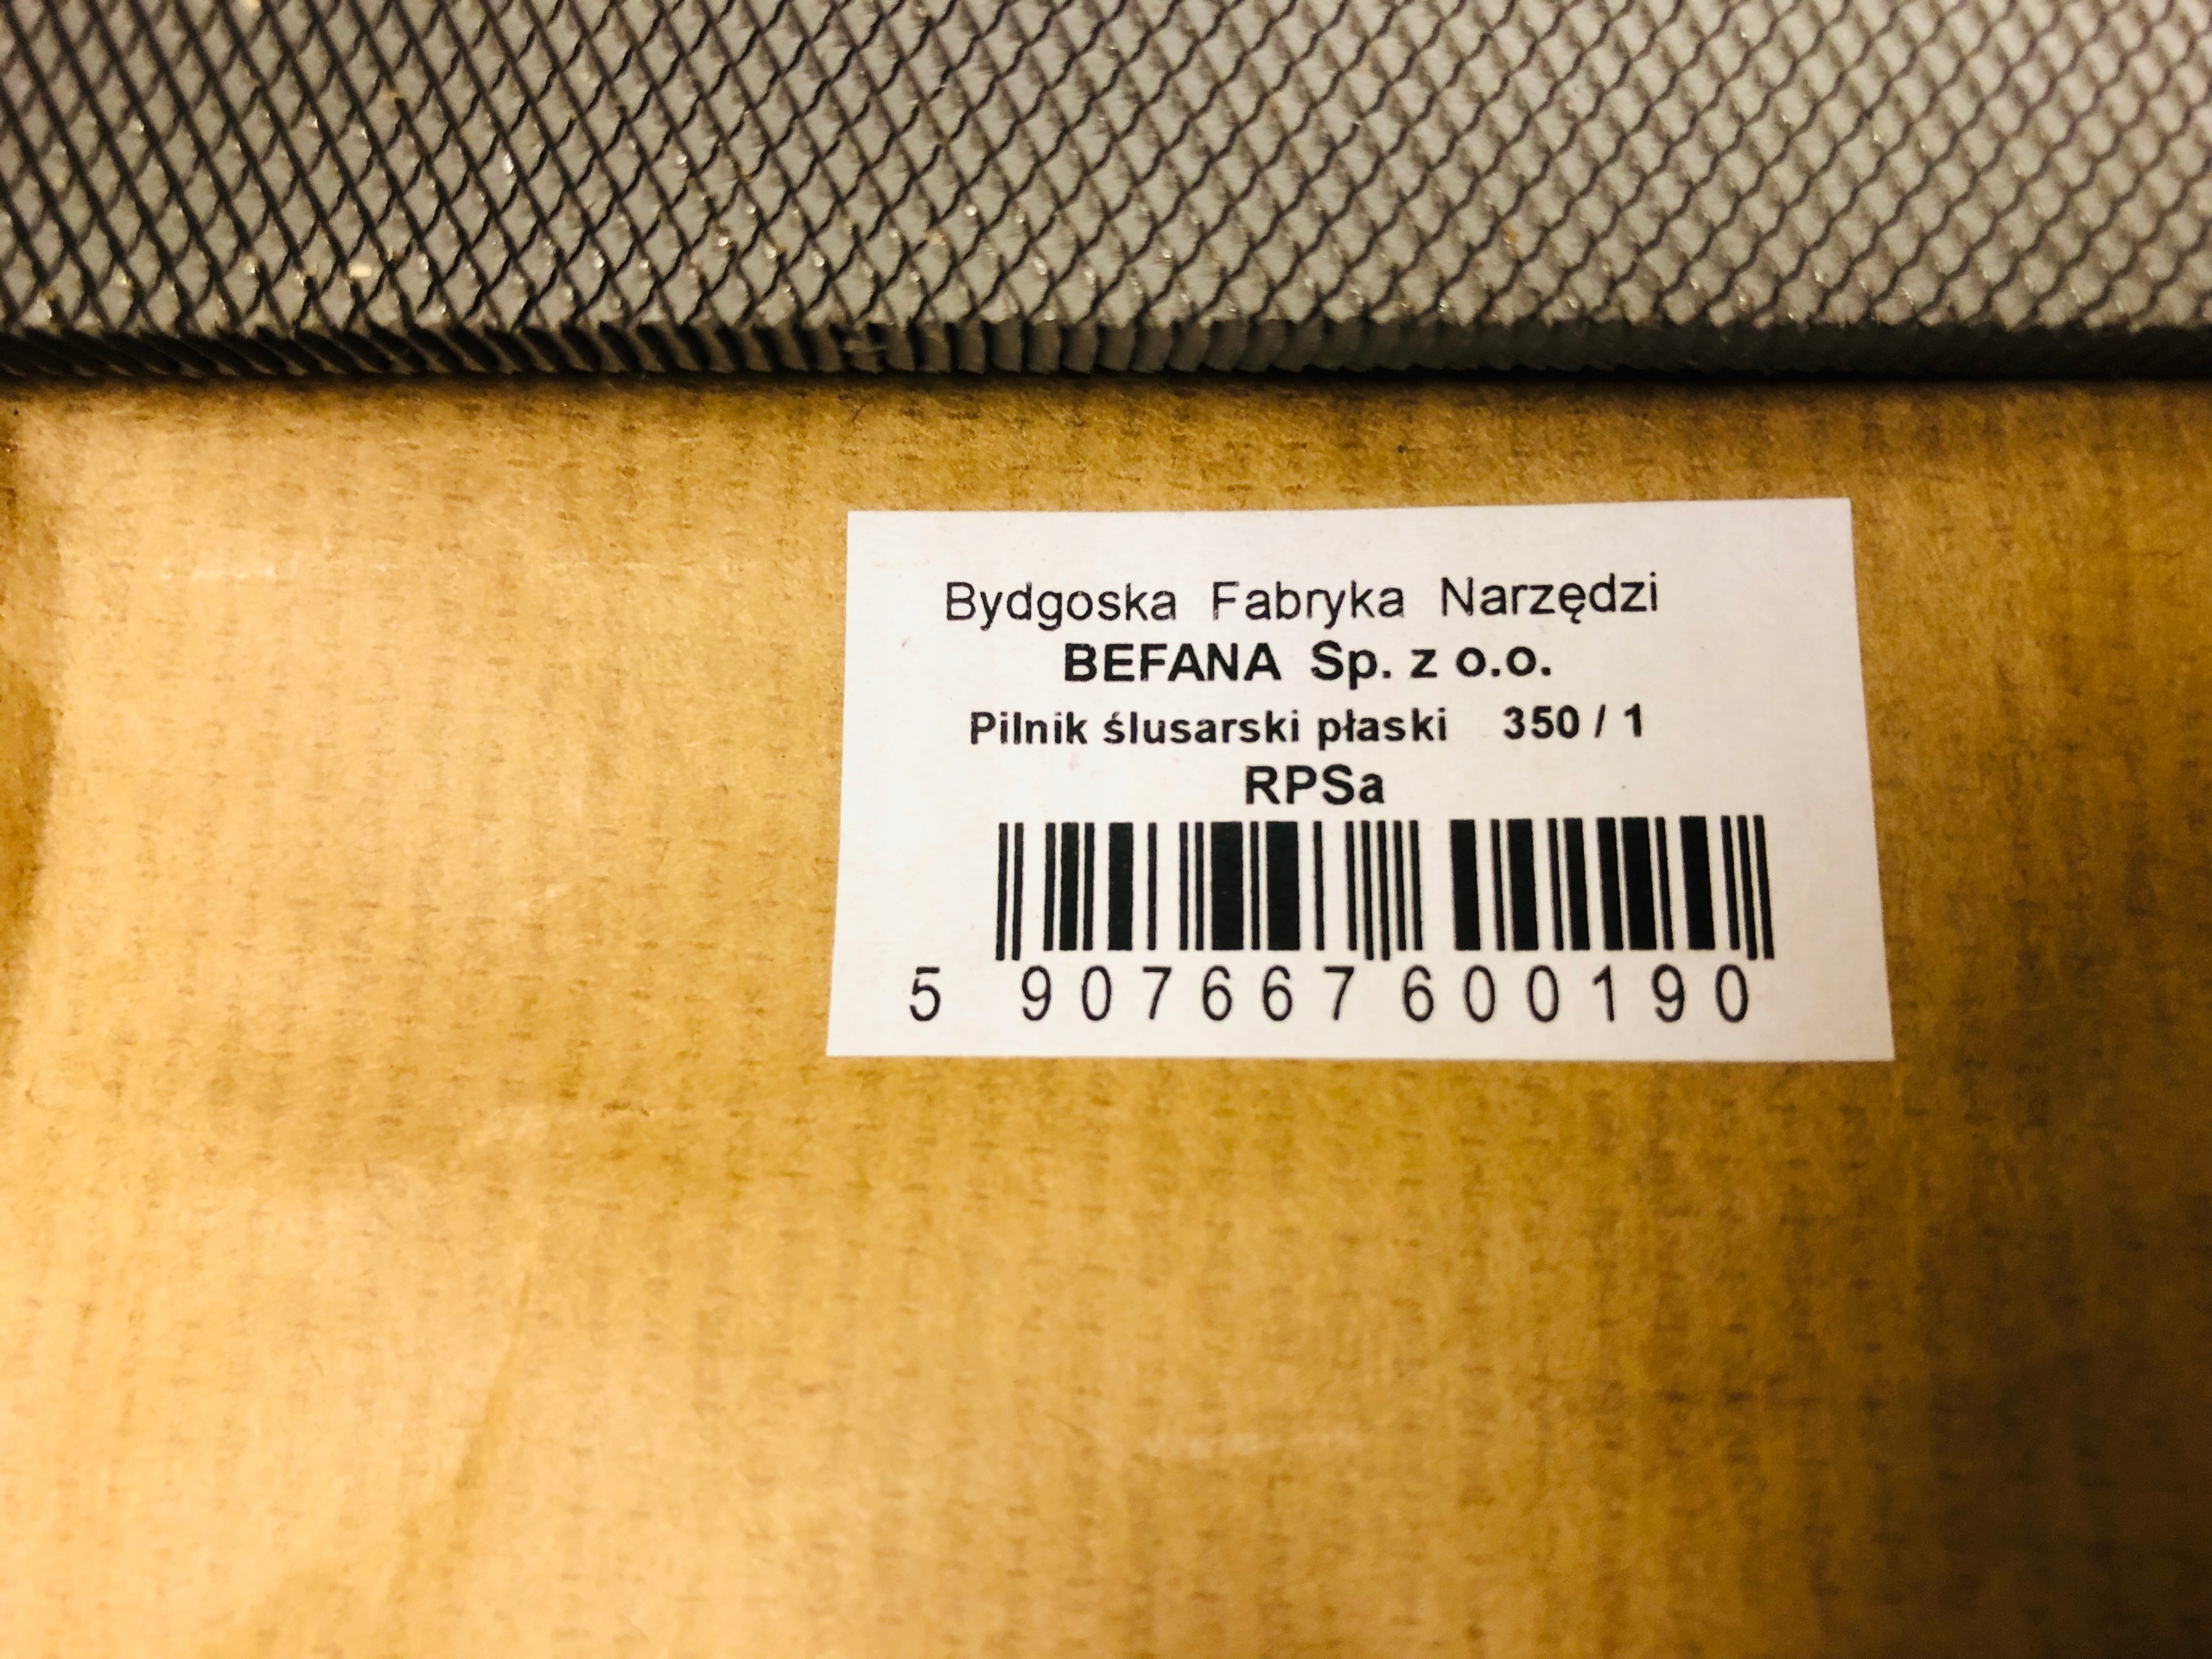 Bydgoska Fabryka Narzędzi
BEFANA Sp. z o.o.
Pilnik ślusarski płaski 350 / 1
RPSa
5 907667 600190